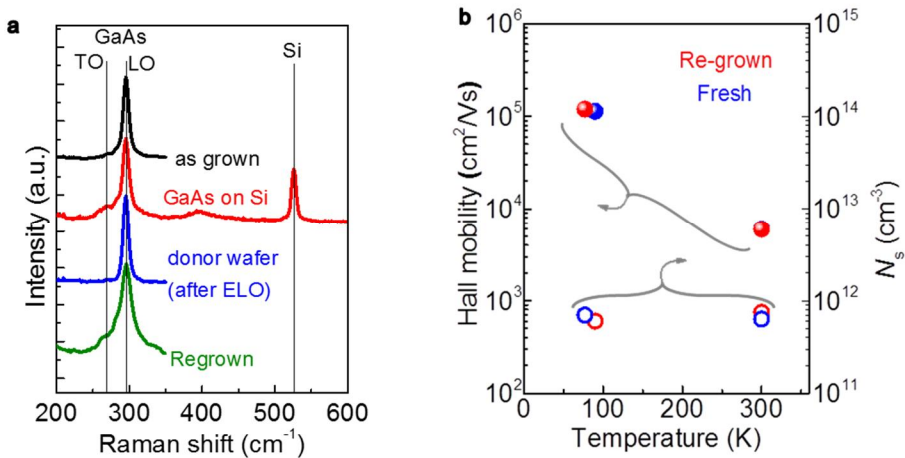 a
GaAs
TO LO
Si
as grown
GaAs on Si
donor wafer
(after ELO)
Regrown
Intensity (a.u.)
200 300 400 500 600
Raman shift (cm⁻¹)
b
10⁶
10⁵
10⁴
10³
10²
Hall mobility (cm²/Vs)
Re-grown
Fresh
10¹⁵
10¹⁴
10¹³
10¹²
10¹¹
Nₛ (cm⁻³)
0 100 200 300
Temperature (K)